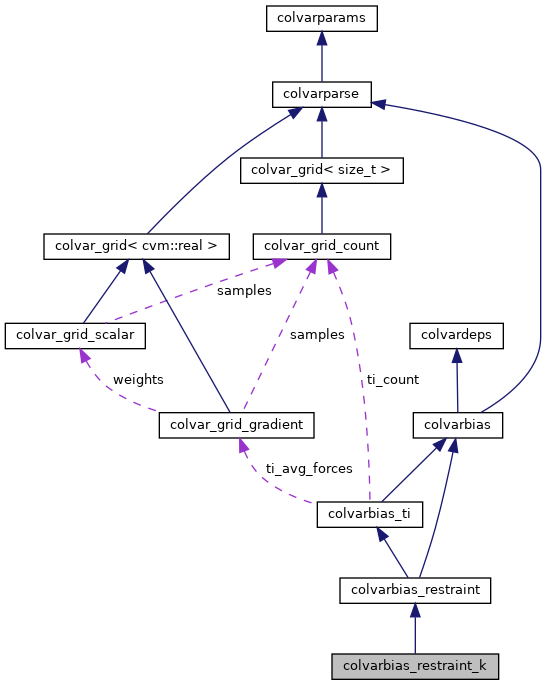 colvarparams
colvarparse
colvar_grid< size_t >
colvar_grid< cvm::real >
colvar_grid_count
samples
colvar_grid_scalar
samples
colvardeps
weights
ti_count
colvar_grid_gradient
colvarbias
ti_avg_forces
colvarbias_ti
colvarbias_restraint
colvarbias_restraint_k